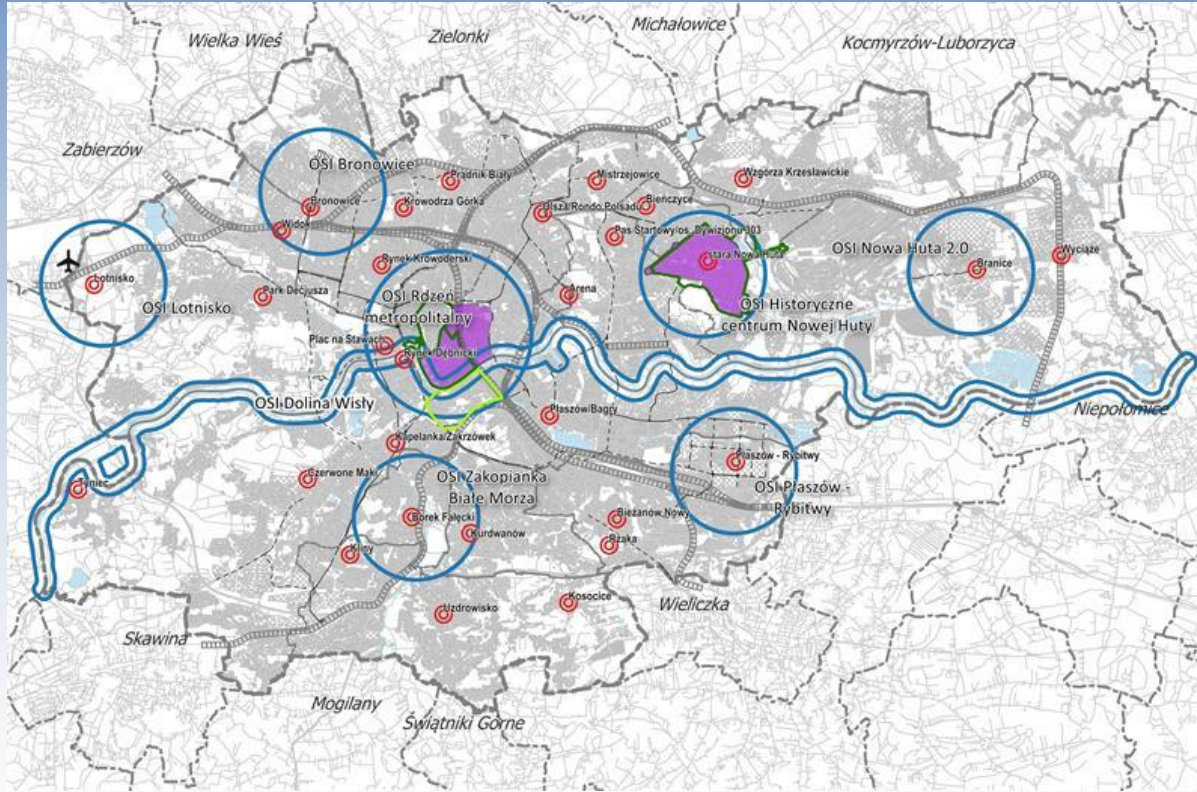 Michałowice
Wielka Wieś
Zielonki
Kocmyrzów-Luborzyca
Zabierzów
OSI Bronowice
Prądnik Biały
Mistrzejowice
Wzgórza Krzesławickie
Bronowice
Krowodrza Górka
Olsza/Rondo Polsadu
Bieńczyce
Widok
Pas Startowy/os. Dywizjonu 303
OSI Nowa Huta 2.0
Wyciąże
Rynek Krowoderski
stara Nowa Huta
Branice
Lotnisko
Park Decjusza
OSI Rdzeń
metropolitalny
Arena
OSI Lotnisko
OSI Historyczne
centrum Nowej Huty
Plac na Stawach
Rynek Dębnicki
OSI Dolina Wisły
Płaszów/Bagry
Niepołomice
Kapelanka/Zakrzówek
Czerwone Maki
OSI Zakopianka
Białe Morza
Płaszów - Rybitwy
OSI Płaszów -
Rybitwy
Tyniec
Borek Fałęcki
Bieżanów Nowy
Kurdwanów
Rżąka
Kliny
Uzdrowisko
Kosocice
Wieliczka
Skawina
Mogilany
Świątniki Górne